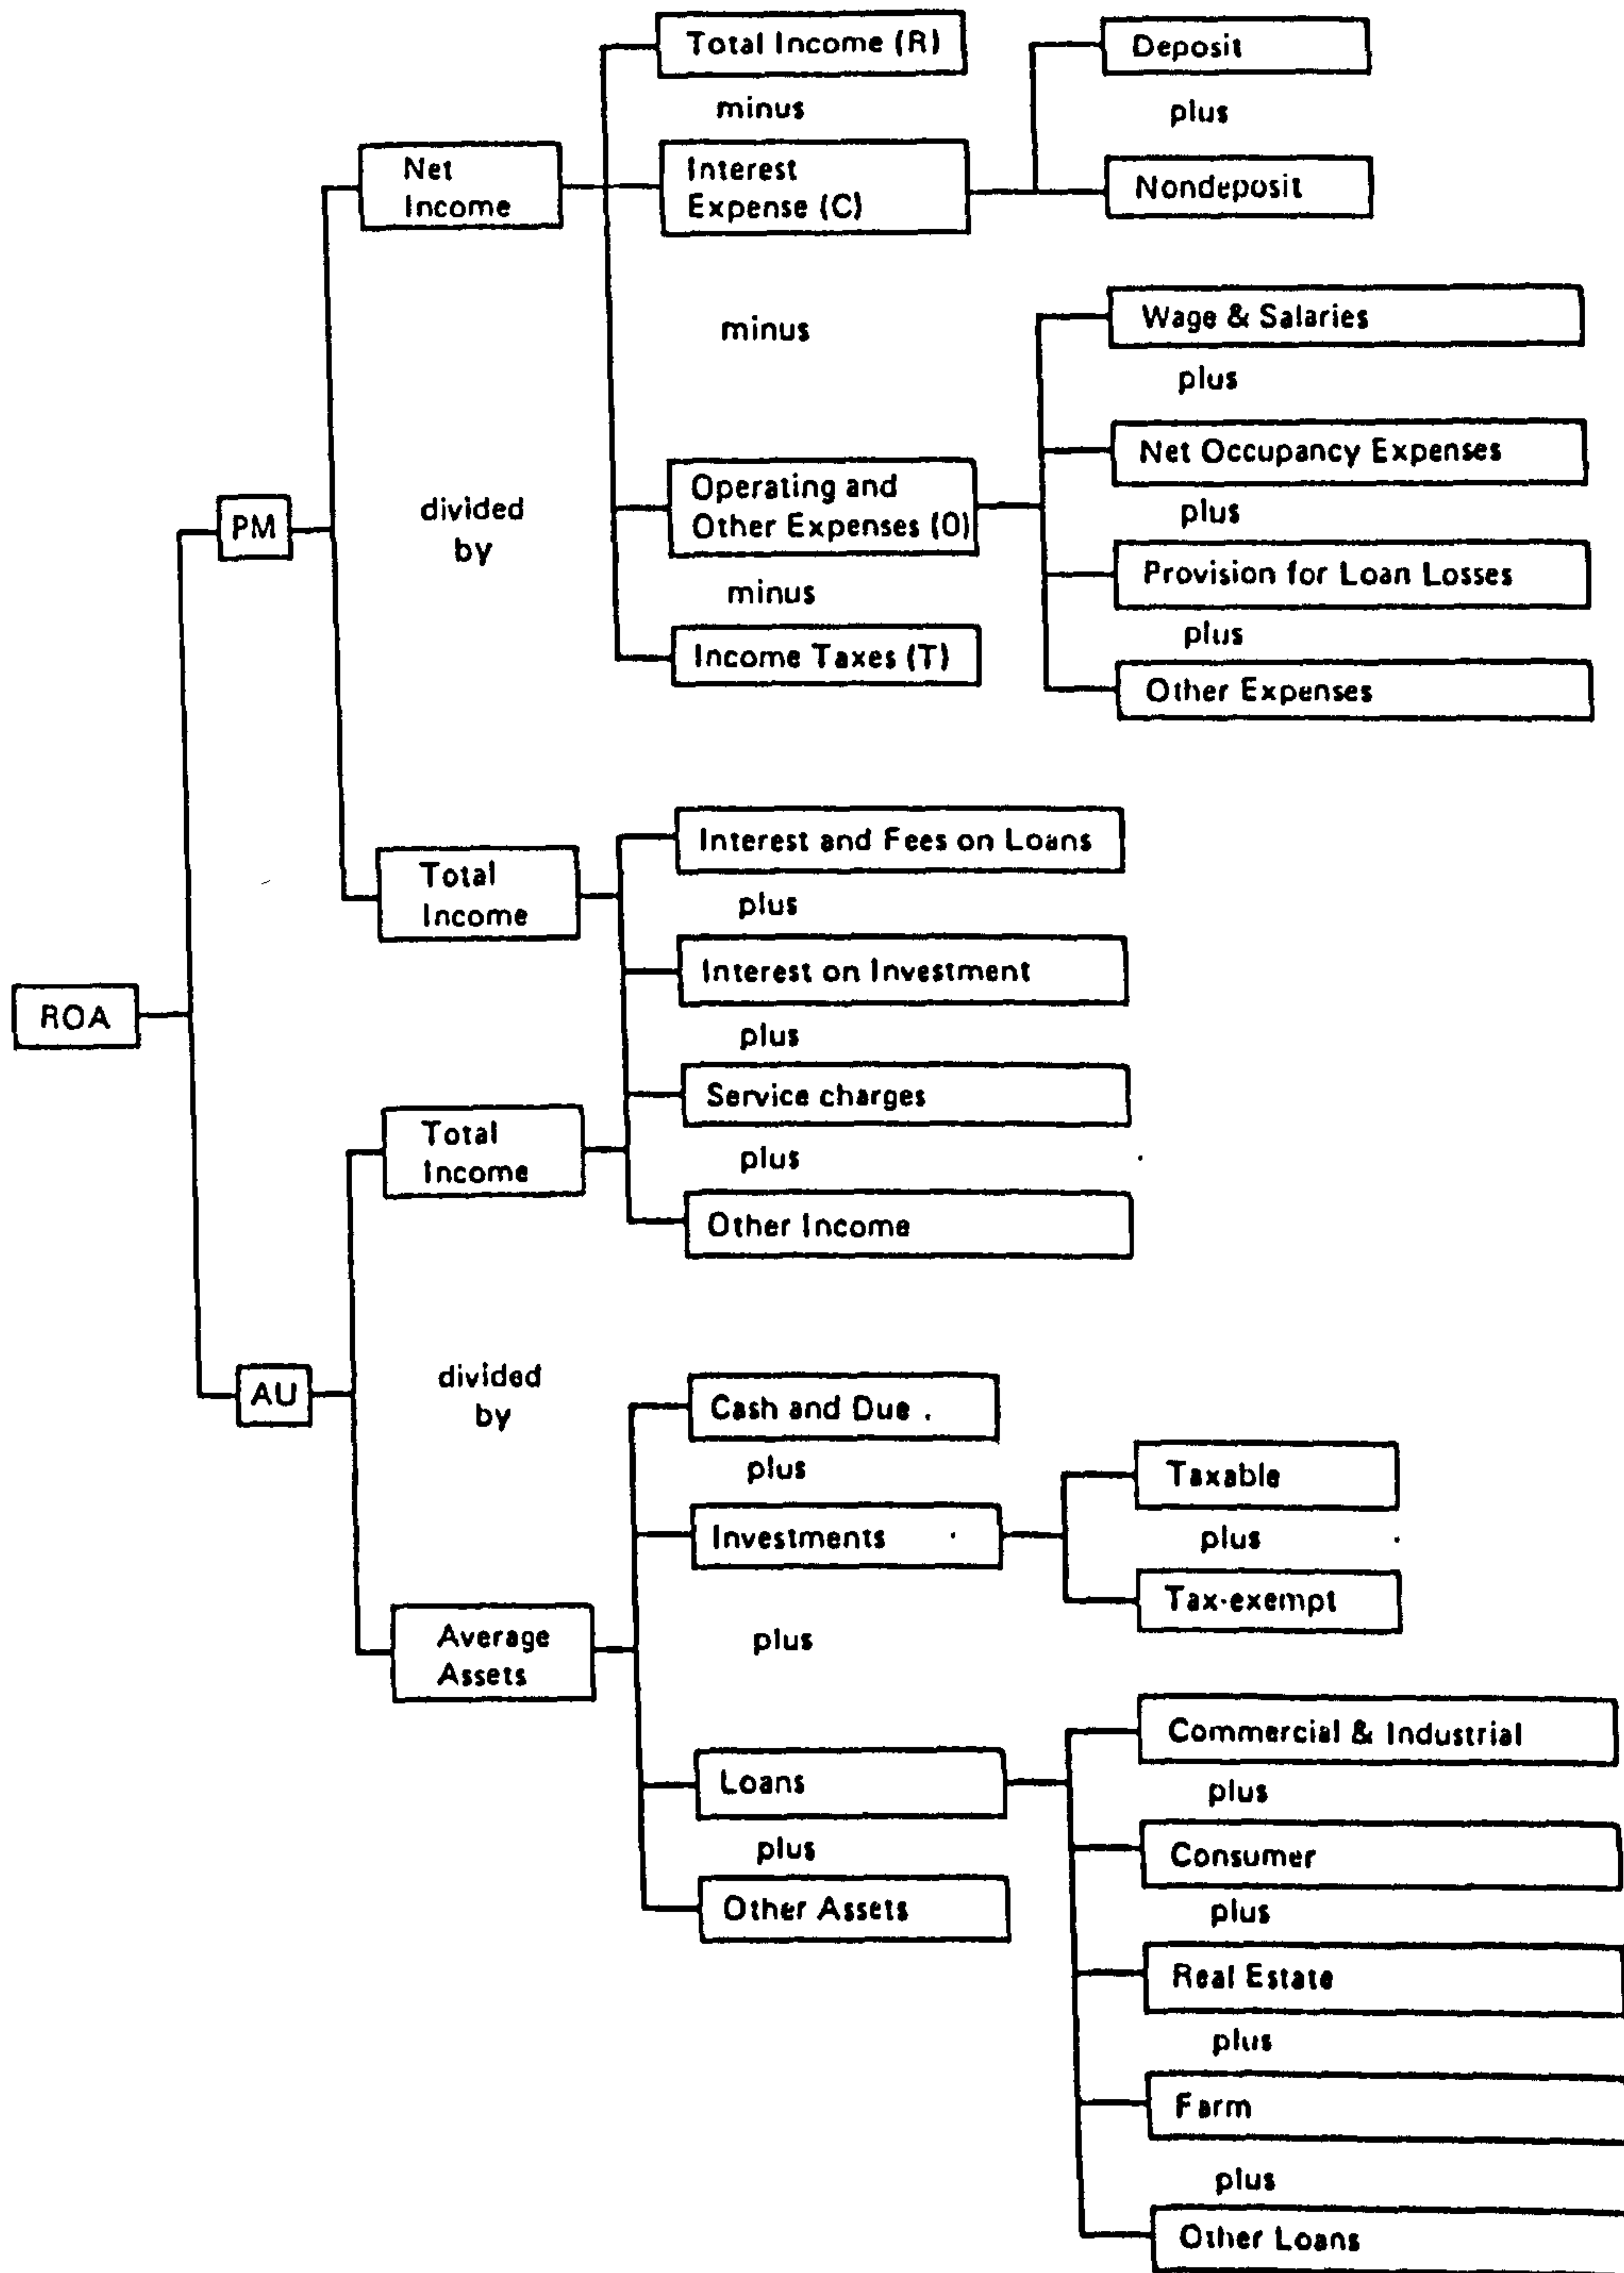 Total Income (R)
minus
Interest
Expense (C)
minus
Operating and
Other Expenses (O)
minus
Income Taxes (T)
Deposit
plus
Nondeposit
Wage & Salaries
plus
Net Occupancy Expenses
plus
Provision for Loan Losses
plus
Other Expenses
Net
Income
divided
by
PM
Total
Income
Interest and Fees on Loans
plus
Interest on Investment
plus
Service charges
plus
Other Income
ROA
Total
Income
AU
divided
by
Average
Assets
Cash and Due
plus
Investments
plus
Loans
plus
Other Assets
Taxable
plus
Tax-exempt
Commercial & Industrial
plus
Consumer
plus
Real Estate
plus
Farm
plus
Other Loans